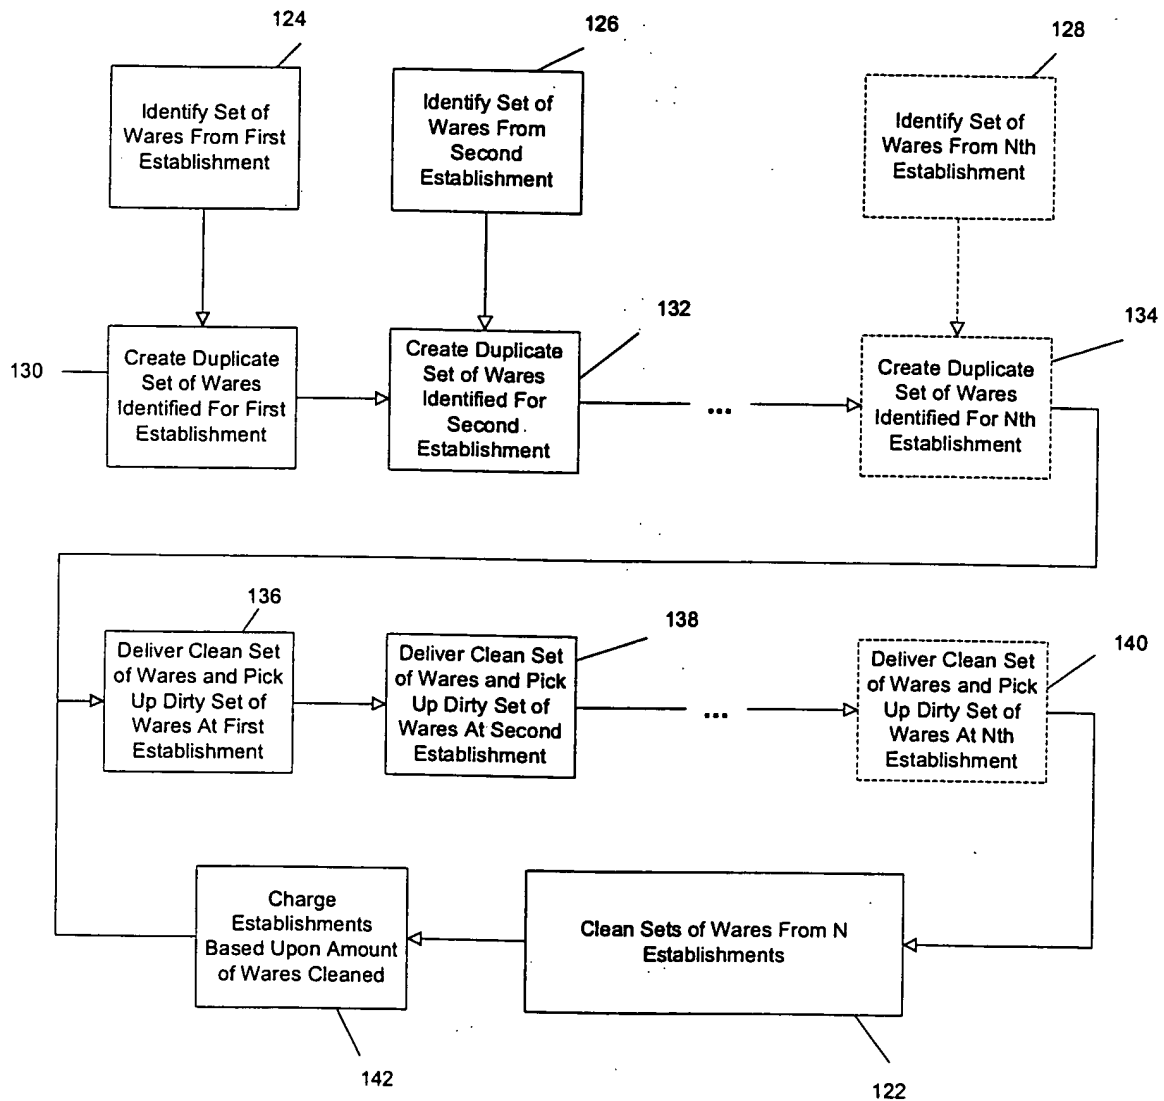 124
126
128
Identify Set of
Wares From First
Establishment
Identify Set of
Wares From
Second
Establishment
Identify Set of
Wares From Nth
Establishment
130
132
134
Create Duplicate
Set of Wares
Identified For First
Establishment
Create Duplicate
Set of Wares
Identified For
Second
Establishment
...
Create Duplicate
Set of Wares
Identified For Nth
Establishment
136
138
140
Deliver Clean Set
of Wares and Pick
Up Dirty Set of
Wares At First
Establishment
Deliver Clean Set
of Wares and Pick
Up Dirty Set of
Wares At Second
Establishment
...
Deliver Clean Set
of Wares and Pick
Up Dirty Set of
Wares At Nth
Establishment
Charge
Establishments
Based Upon Amount
of Wares Cleaned
Clean Sets of Wares From N
Establishments
142
122